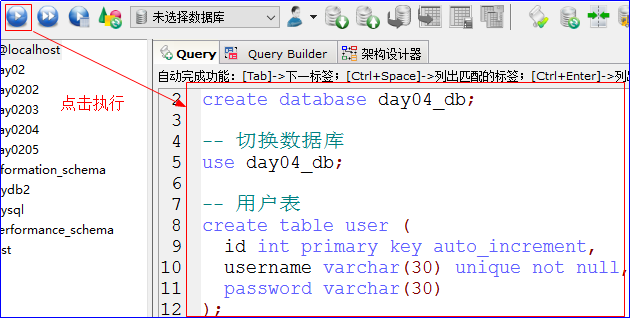 未选择数据库
@localhost
ay02
ay0202
ay0203
ay0204
ay0205
formation_schema
ydb2
ysql
erformance_schema
st
点击执行
Query
Query Builder
架构设计器
自动完成功能: [Tab]->下一标签; [Ctrl+Space]->列出匹配的标签; [Ctrl+Enter]->列出
2 create database day04_db;
3
4 -- 切换数据库
5 use day04_db;
6
7 -- 用户表
8 create table user (
9 id int primary key auto_increment,
10 username varchar(30) unique not null,
11 password varchar(30)
12 );